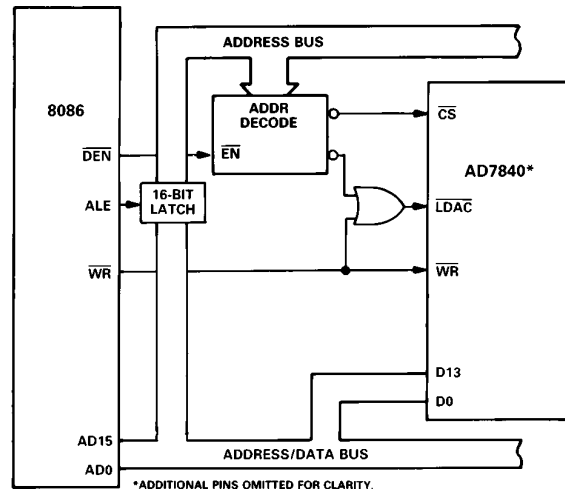 ADDRESS BUS
8086
ADDR
DECODE
CS
DEN
EN
AD7840*
ALE
16-BIT
LATCH
LDAC
WR
WR
D13
D0
AD15
ADDRESS/DATA BUS
AD0
*ADDITIONAL PINS OMITTED FOR CLARITY.